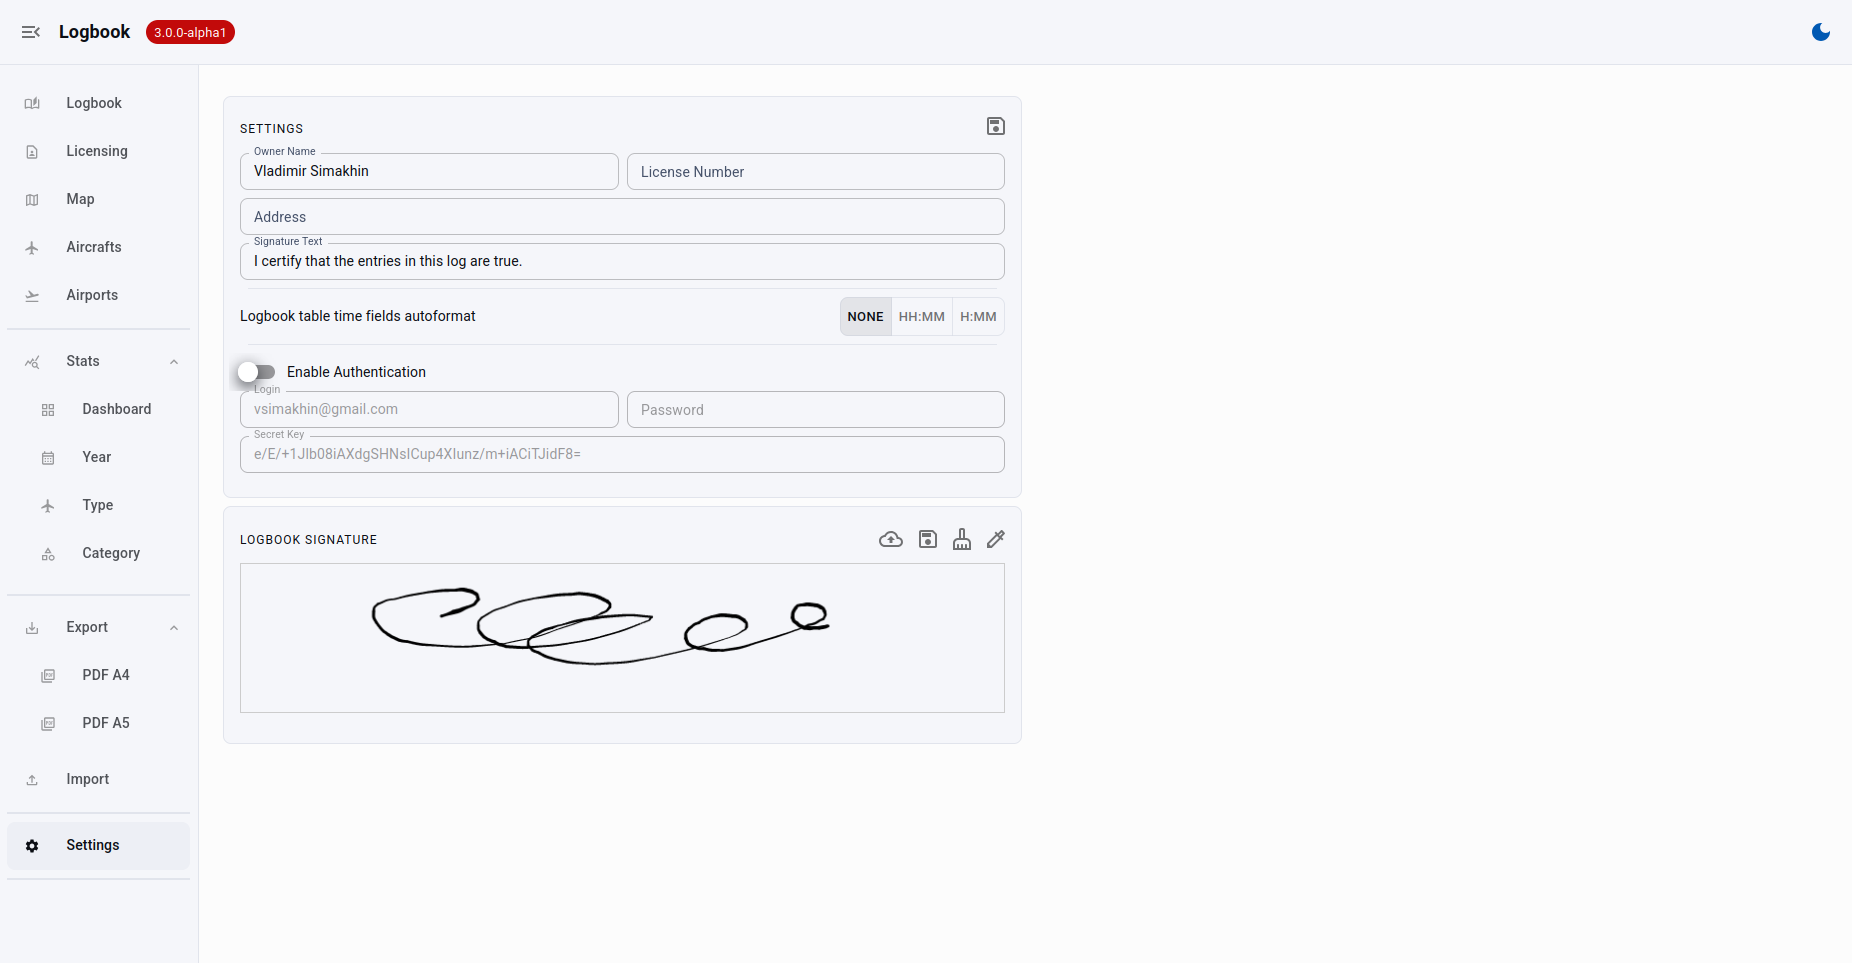 Logbook 3.0.0-alpha1
Logbook
Licensing
Map
Aircrafts
Airports
Stats
Dashboard
Year
Type
Category
Export
PDF A4
PDF A5
Import
Settings
SETTINGS
Owner Name
Vladimir Simakhin
License Number
Address
Signature Text
I certify that the entries in this log are true.
Logbook table time fields autoformat
NONE HH:MM H:MM
Enable Authentication
Login
vsimakhin@gmail.com
Password
Secret Key
LOGBOOK SIGNATURE